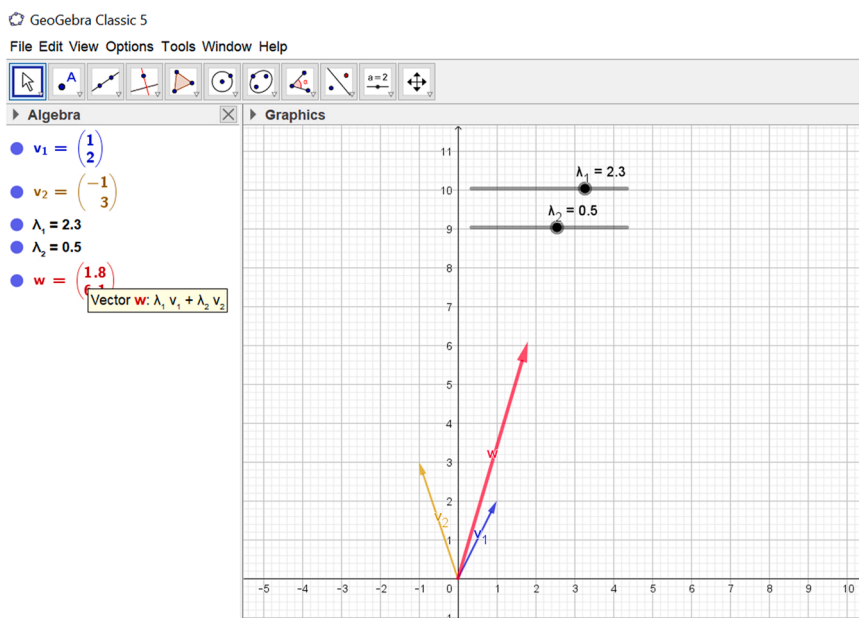 GeoGebra Classic 5
File Edit View Options Tools Window Help
A
a=2
Algebra
Graphics
v₁ = (1
2)
v₂ = (−1
3)
λ₁ = 2.3
λ₂ = 0.5
w = (1.8
Vector w: λ₁ v₁ + λ₂ v₂
λ₁ = 2.3
λ₂ = 0.5
11
10
9
8
7
6
5
4
3
2
1
w
v₂
v₁
-5 -4 -3 -2 -1 0 1 2 3 4 5 6 7 8 9 10